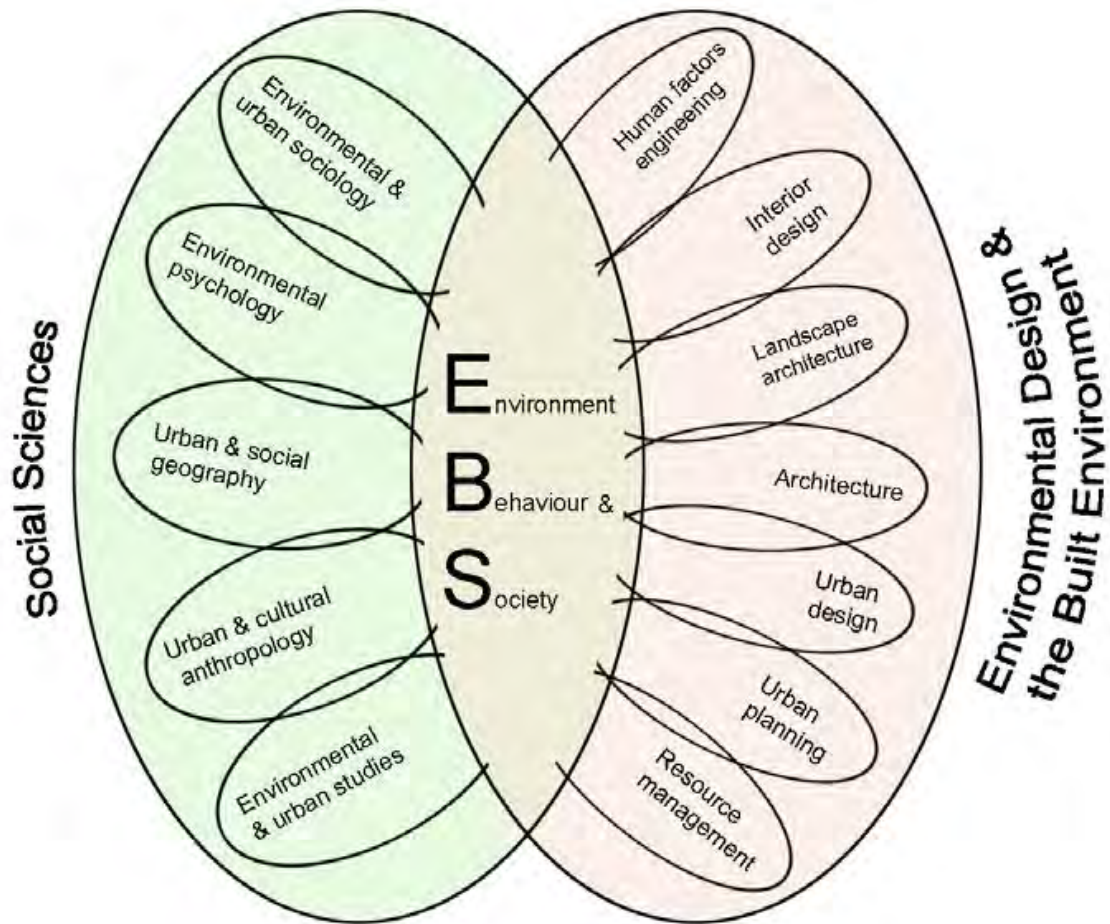 Social Sciences
Environmental &
urban sociology
Environmental
psychology
Urban & social
geography
Urban & cultural
anthropology
Environmental
& urban studies
Environment
Behaviour &
Society
Human factors
engineering
Interior
design
Landscape
architecture
Architecture
Urban
design
Urban
planning
Resource
management
Environmental Design &
the Built Environment